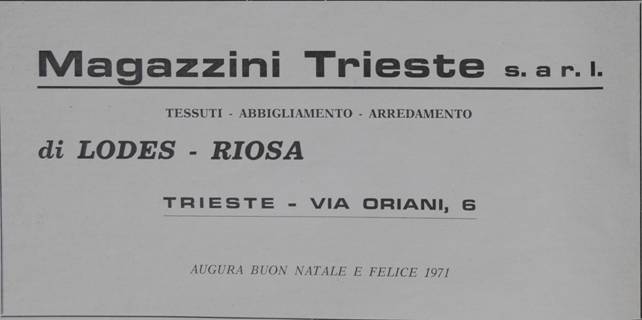 Magazzini Trieste s. a r. l.
TESSUTI - ABBIGLIAMENTO - ARREDAMENTO
di LODES - RIOSA
TRIESTE - VIA ORIANI, 6
AUGURA BUON NATALE E FELICE 1971